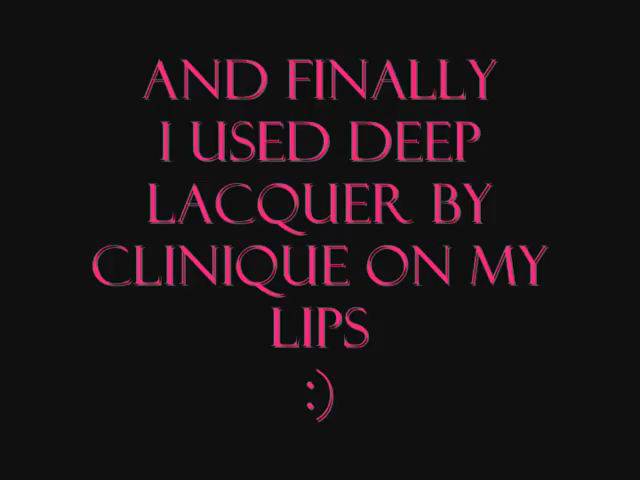 AND FINALLY
I USED DEEP
LACQUER BY
CLINIQUE ON MY
LIPS
:)